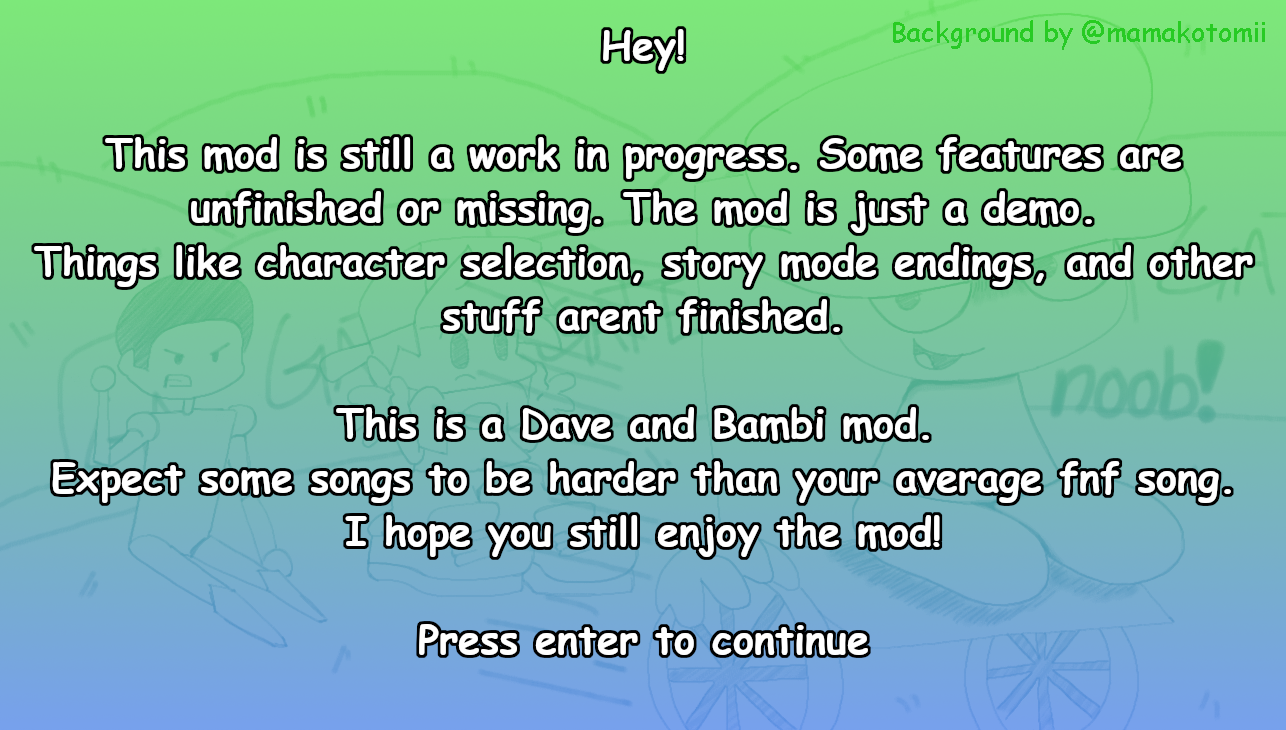 Background by @mamakotomii
Hey!
This mod is still a work in progress. Some features are
unfinished or missing. The mod is just a demo.
Things like character selection, story mode endings, and other
stuff arent finished.
noob!
This is a Dave and Bambi mod.
Expect some songs to be harder than your average fnf song.
I hope you still enjoy the mod!
Press enter to continue